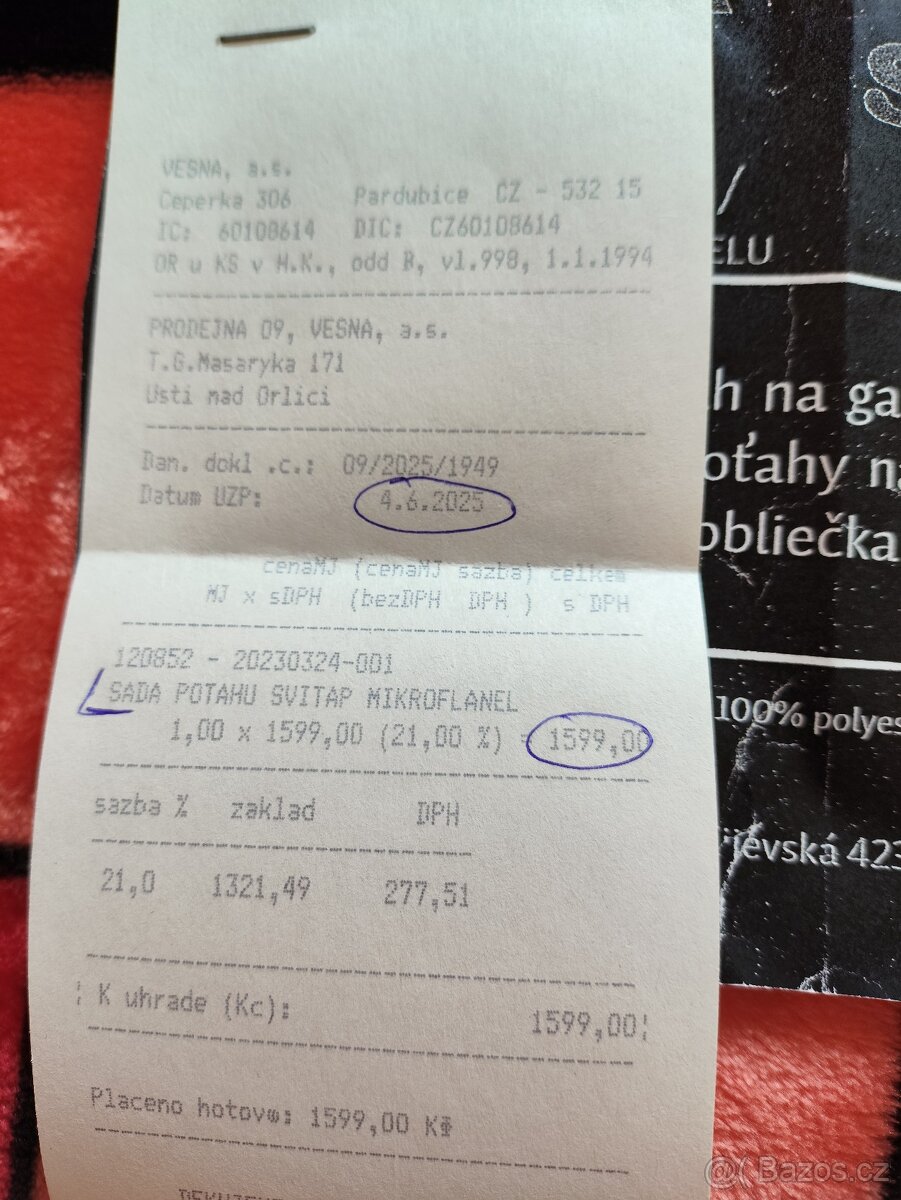 VESNA, a.s.
Ceperka 306 Pardubice CZ - 532 15
IC: 60108614 DIC: CZ60108614
OR u KS v H.K., odd B, vl.998, 1.1.1994
PRODEJNA 09, VESNA, a.s.
T.G.Masaryka 171
Usti nad Orlici
Dan. dokl .c.: 09/2025/1949
Datum UZP: 4.6.2025
cenaMJ (cenaMJ sazba) celkem
MJ x sDPH (bezDPH DPH ) s DPH
120852 - 20230324-001
SADA POTAHU SVITAP MIKROFLANEL
1,00 x 1599,00 (21,00 %) = 1599,00
sazba % zaklad DPH
21,0 1321,49 277,51
K uhrade (Kc): 1599,00
Placeno hotove: 1599,00 Kč
ELU
h na ga
oťahy na
obliečka
100% polyes
jevská 423
@( Bazos.cz